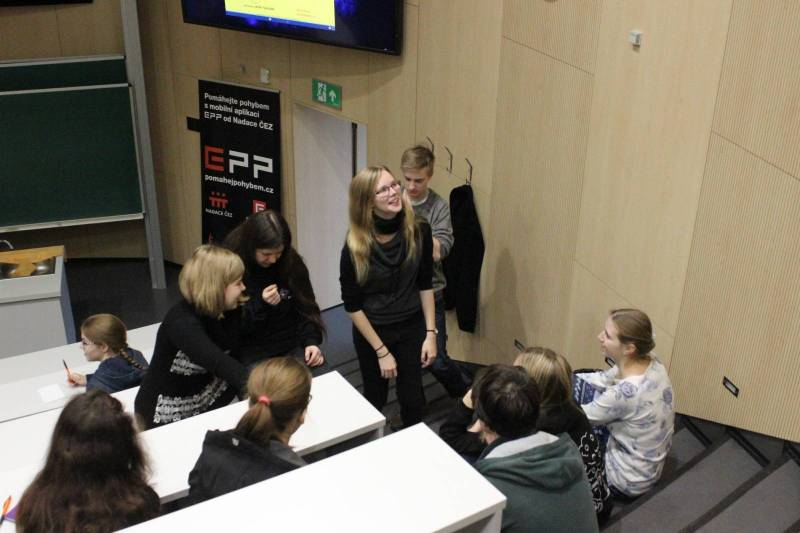 Pomáhejte pohybem
s mobilní aplikací
EPP od Nadace ČEZ
EPP
pomahejpohybem.cz
NADACE ČEZ